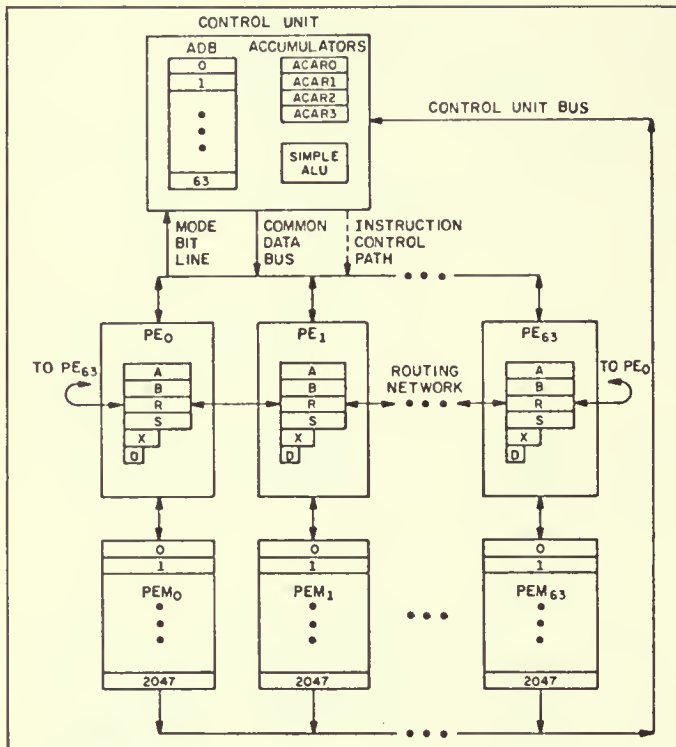 CONTROL UNIT
ADB
ACCUMULATORS
0
1
63
ACAR0
ACAR1
ACAR2
ACAR3
SIMPLE
ALU
CONTROL UNIT BUS
MODE
BIT
LINE
COMMON
DATA
BUS
INSTRUCTION
CONTROL
PATH
PE0
PE1
PE63
TO PE63
A
B
R
S
X
D
A
B
R
S
X
D
ROUTING
NETWORK
A
B
R
S
X
D
TO PE0
0
1
PEM0
2047
0
1
PEM1
2047
0
1
PEM63
2047